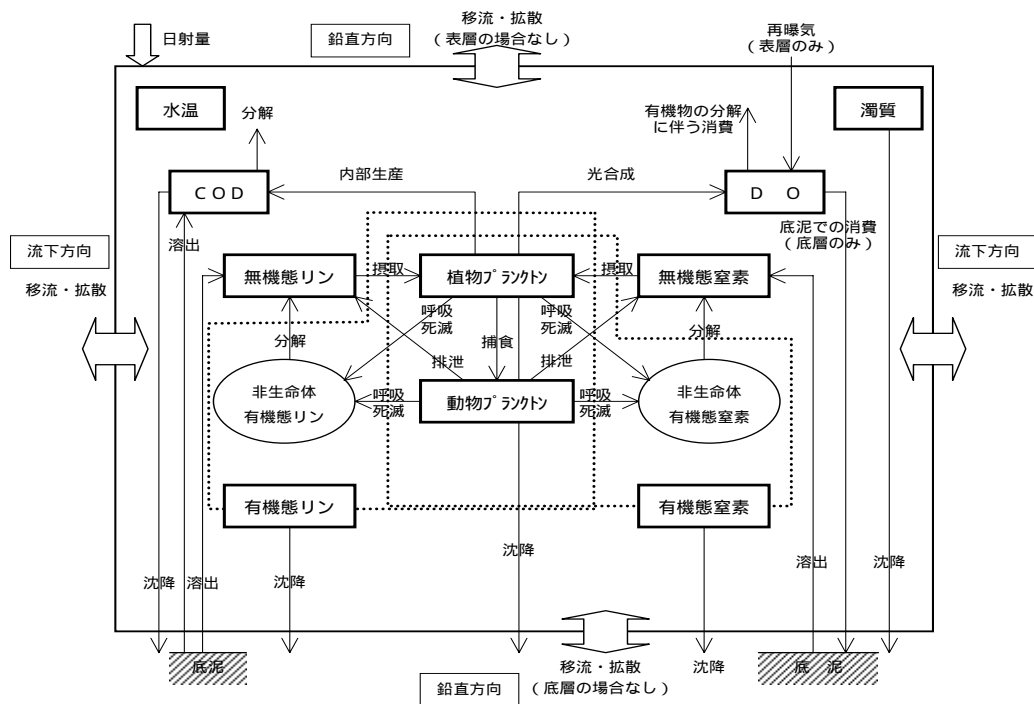 移流・拡散
(表層の場合なし)
日射量
鉛直方向
再曝気
(表層のみ)
水温
分解
有機物の分解
に伴う消費
濁質
COD
内部生産
光合成
D O
流下方向
移流・拡散
溶出
底泥での消費
(底層のみ)
流下方向
移流・拡散
無機態リン
摂取
植物プランクトン
摂取
無機態窒素
呼吸
死滅
呼吸
死滅
分解
捕食
分解
排泄
排泄
非生命体
有機態リン
呼吸
死滅
動物プランクトン
呼吸
死滅
非生命体
有機態窒素
有機態リン
有機態窒素
沈降
溶出
沈降
沈降
溶出
沈降
底泥
移流・拡散
(底層の場合なし)
鉛直方向
沈降
底 泥